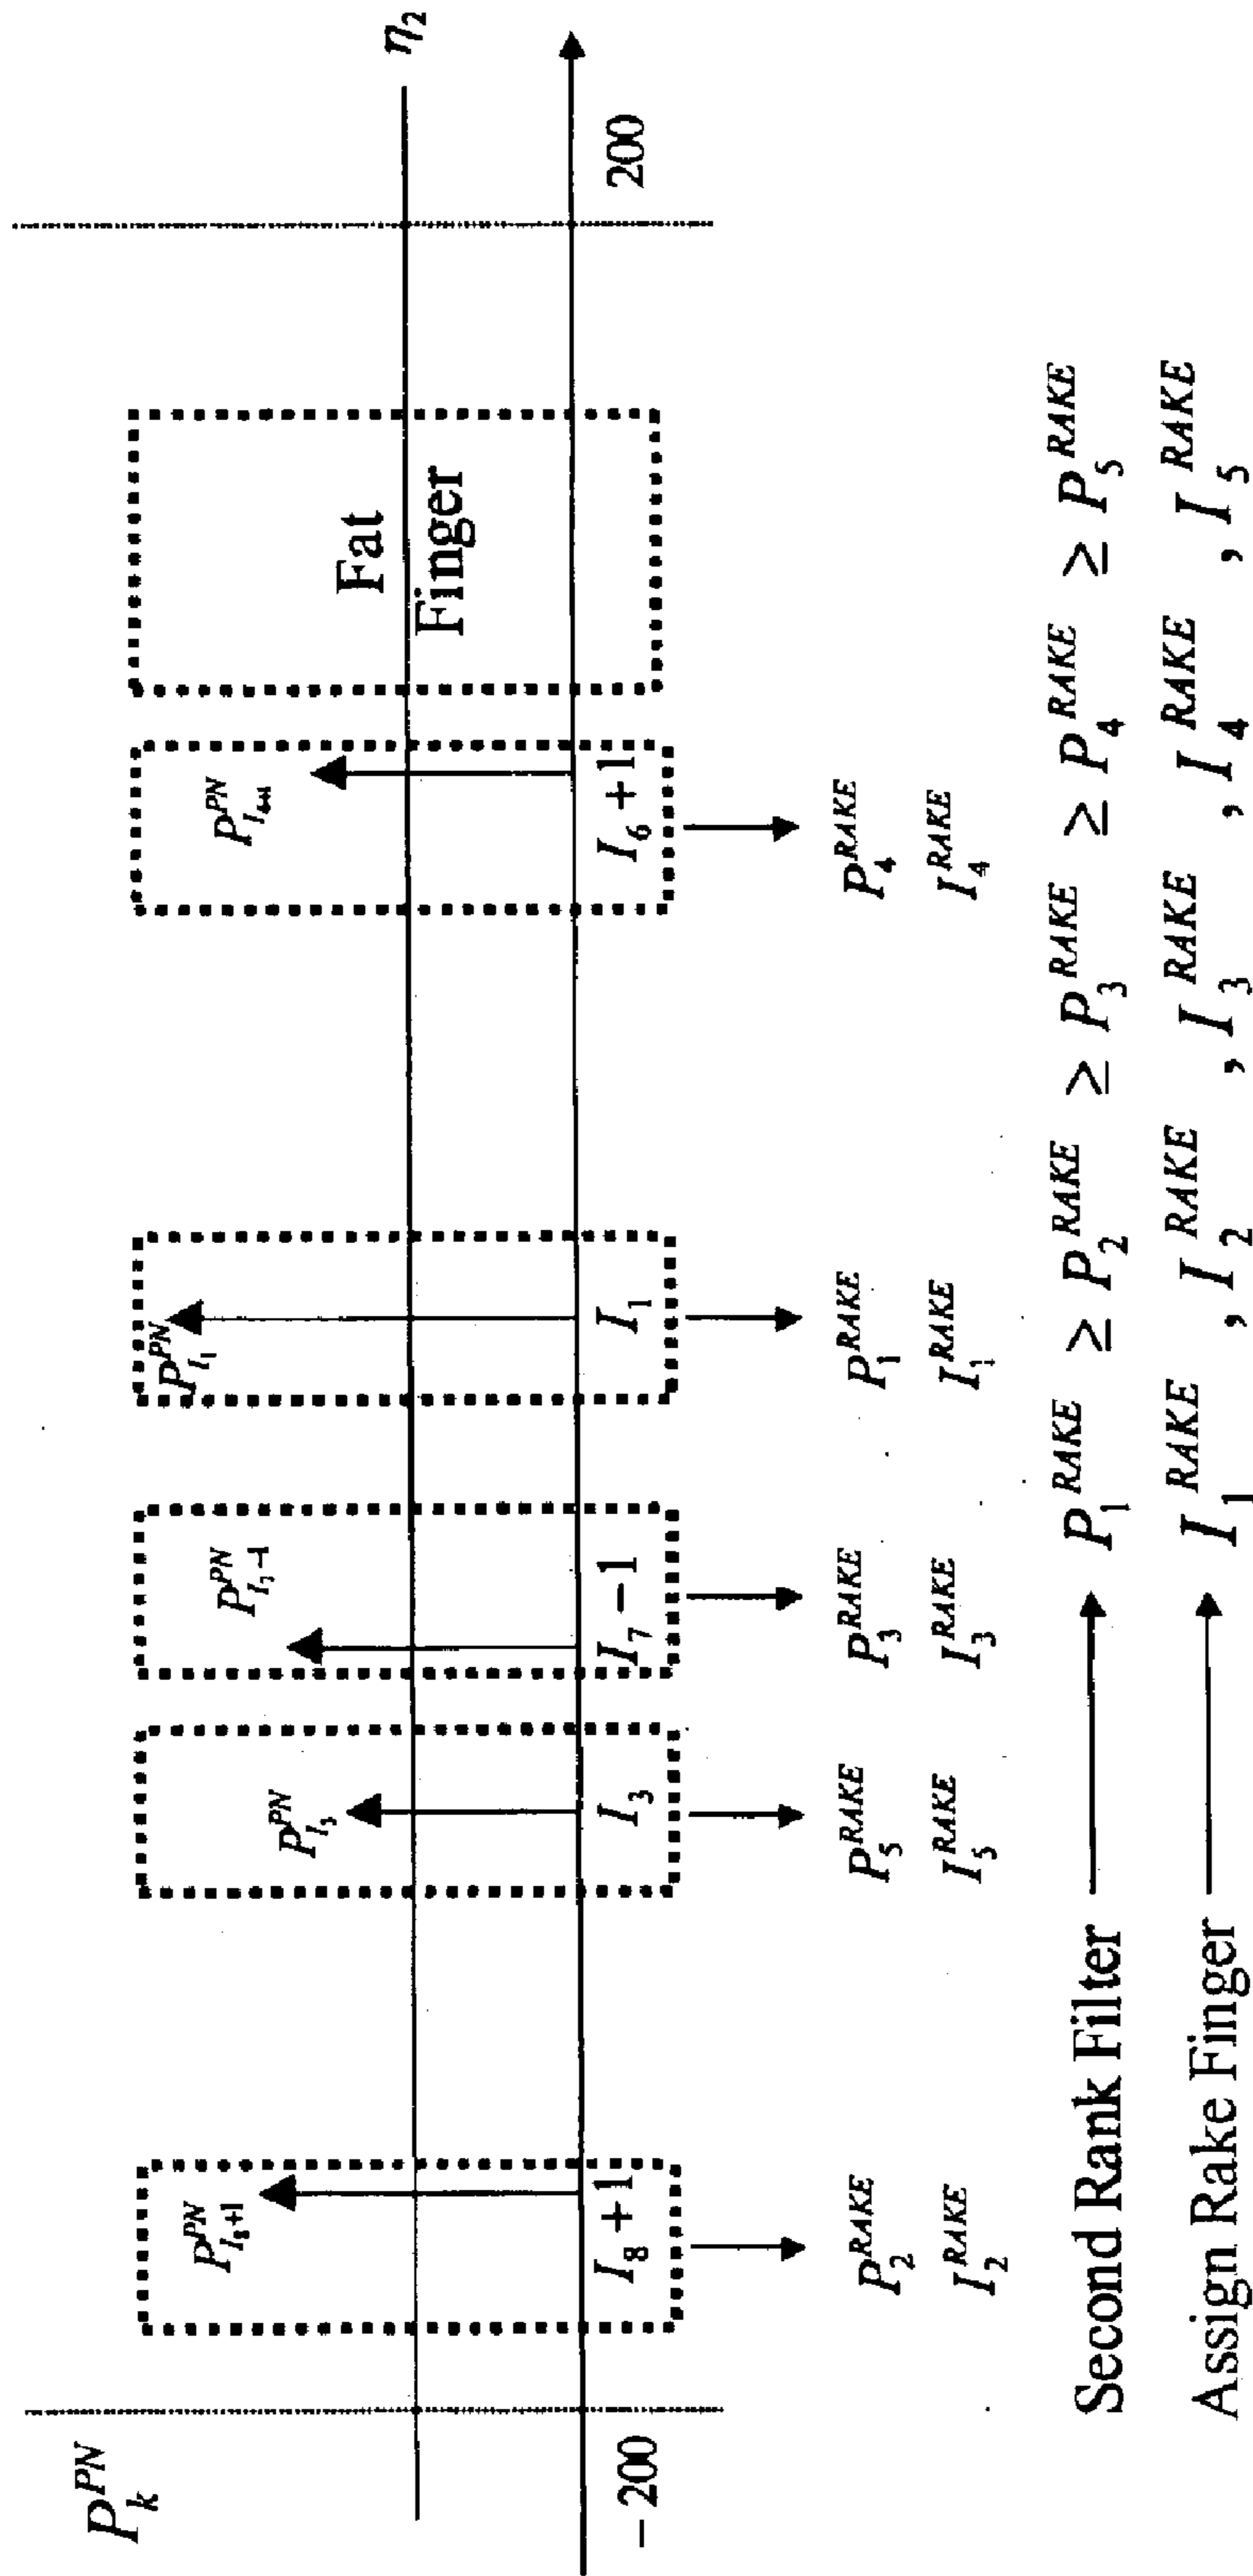 P_k^{PN}
P_{I_8+1}^{PN}
P_{I_3}^{PN}
P_{I_7-1}^{PN}
P_{I_1}^{PN}
P_{I_{6+1}}^{PN}
Fat
Finger
η_2
-200
I_8+1
I_3
I_7-1
I_1
I_6+1
200
P_2^{RAKE}
I_2^{RAKE}
P_5^{RAKE}
I_5^{RAKE}
P_3^{RAKE}
I_3^{RAKE}
P_1^{RAKE}
I_1^{RAKE}
P_4^{RAKE}
I_4^{RAKE}
Second Rank Filter → P_1^{RAKE} ≥ P_2^{RAKE} ≥ P_3^{RAKE} ≥ P_4^{RAKE} ≥ P_5^{RAKE}
Assign Rake Finger → I_1^{RAKE} , I_2^{RAKE} , I_3^{RAKE} , I_4^{RAKE} , I_5^{RAKE}